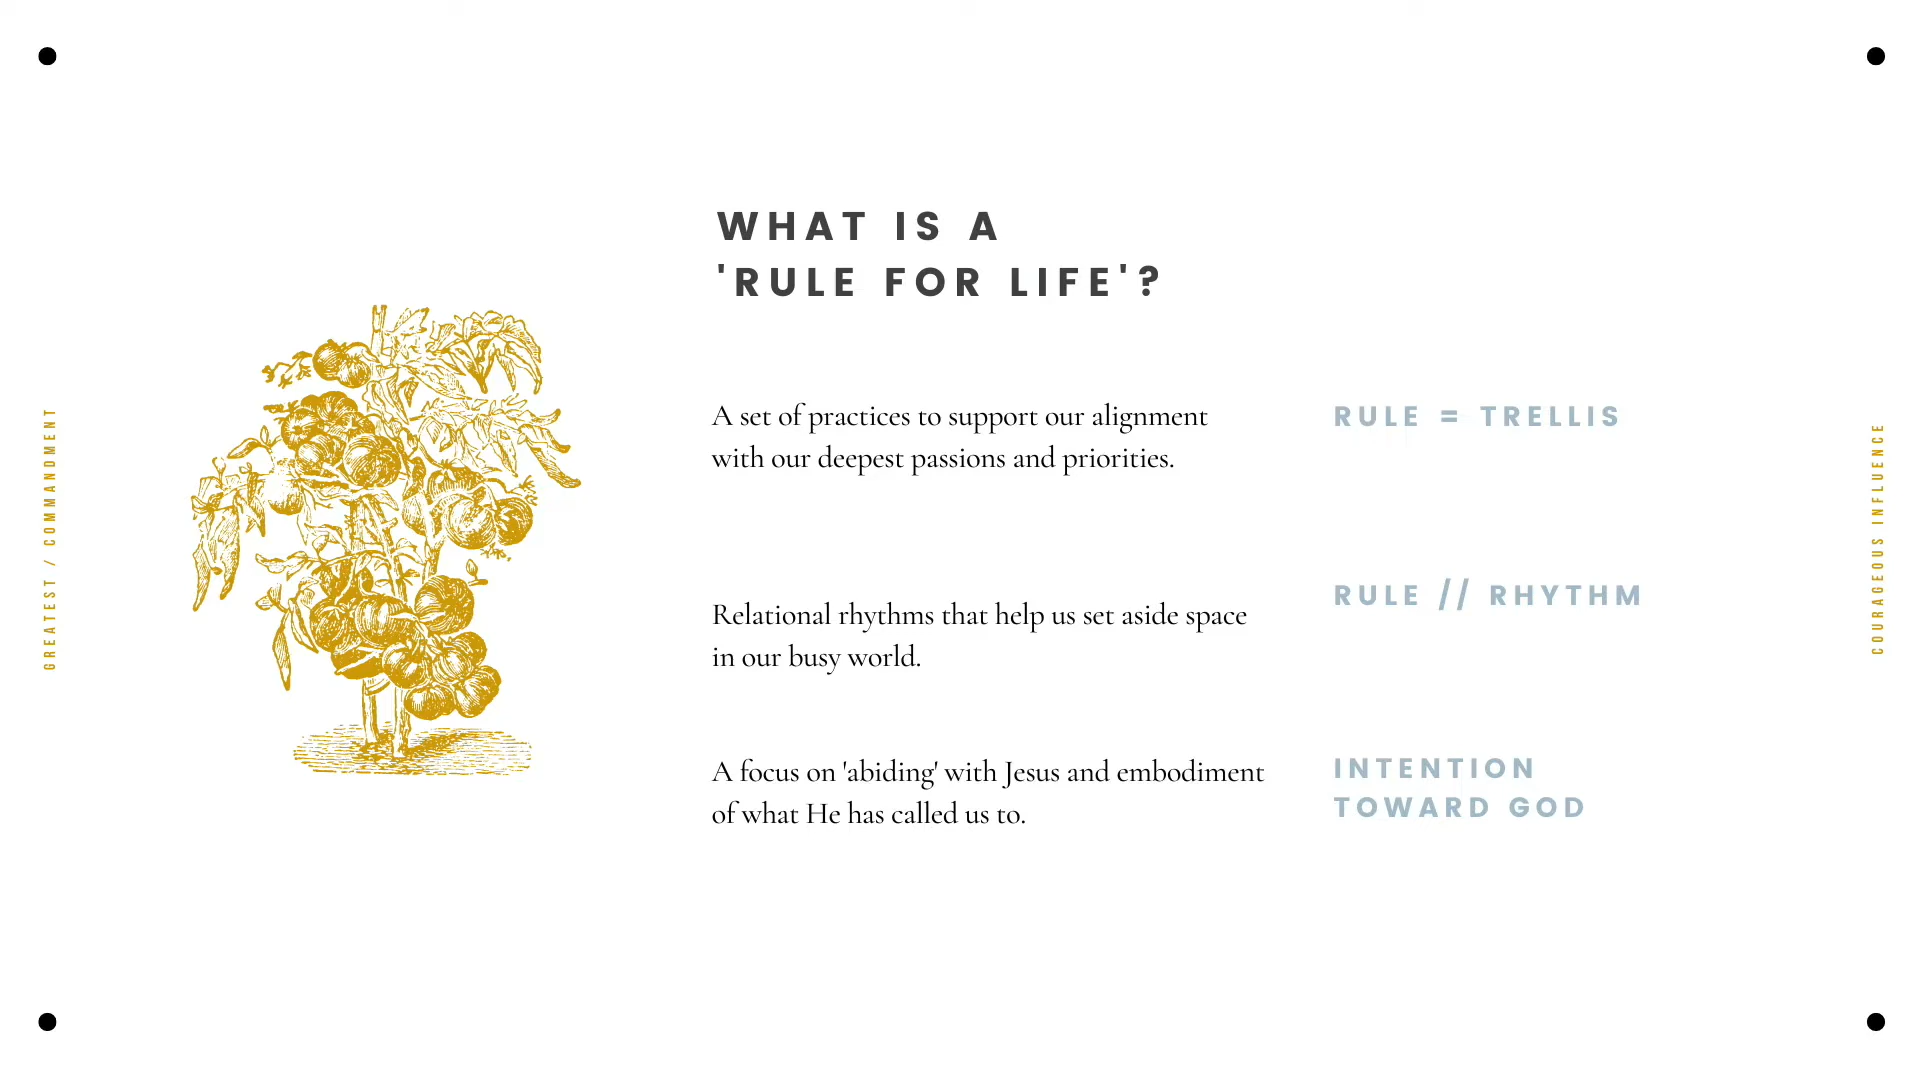 WHAT IS A
'RULE FOR LIFE'?
A set of practices to support our alignment
with our deepest passions and priorities.
RULE = TRELLIS
Relational rhythms that help us set aside space
in our busy world.
RULE // RHYTHM
A focus on 'abiding' with Jesus and embodiment
of what He has called us to.
INTENTION
TOWARD GOD
GREATEST / COMMANDMENT
COURAGEOUS INFLUENCE